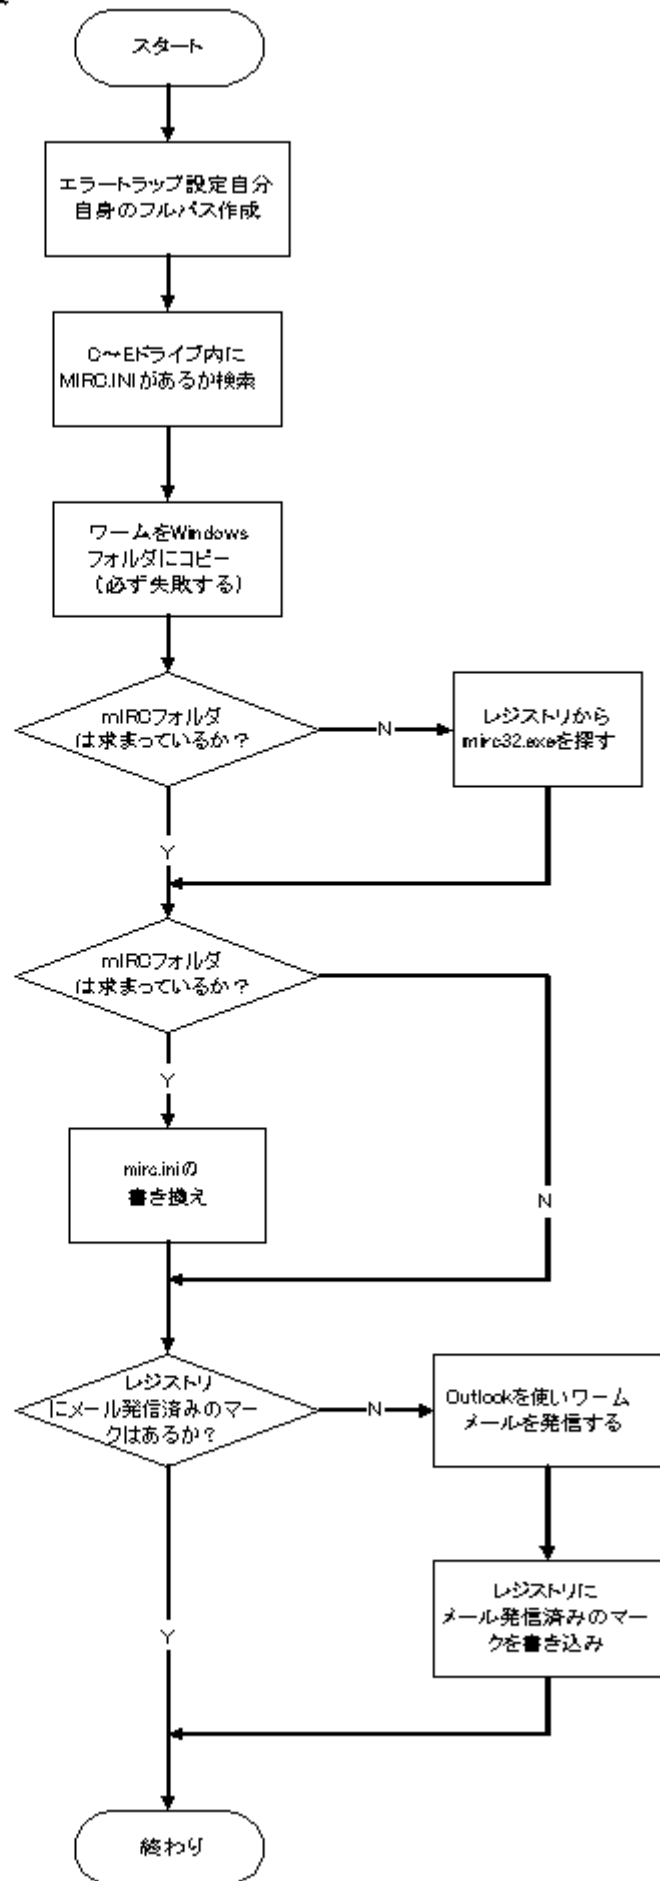 スタート
エラートラップ設定自分
自身のフルパス作成
C～Eドライブ内に
MIRC.INIがあるか検索
ワームをWindows
フォルダにコピー
（必ず失敗する）
mIRCフォルダ
は求まっているか？
N
レジストリから
mirc32.exeを探す
Y
mIRCフォルダ
は求まっているか？
Y
mirc.iniの
書き換え
N
レジストリ
にメール発信済みのマー
クはあるか？
N
Outlookを使いワーム
メールを発信する
レジストリに
メール発信済みのマー
クを書き込み
Y
終わり